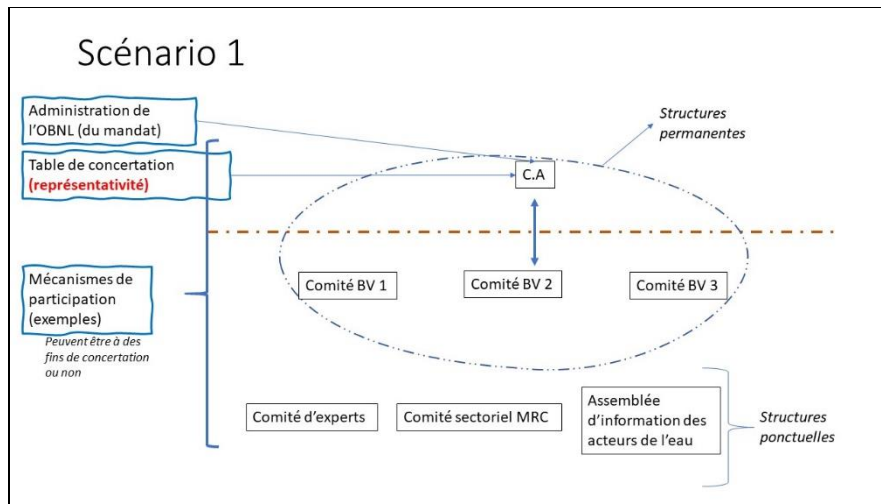 Scénario 1
Administration de
l'OBNL (du mandat)
Table de concertation
(représentativité)
Structures
permanentes
C.A
Mécanismes de
participation
(exemples)
Peuvent être à des
fins de concertation
ou non
Comité BV 1
Comité BV 2
Comité BV 3
Comité d'experts
Comité sectoriel MRC
Assemblée
d'information des
acteurs de l'eau
Structures
ponctuelles